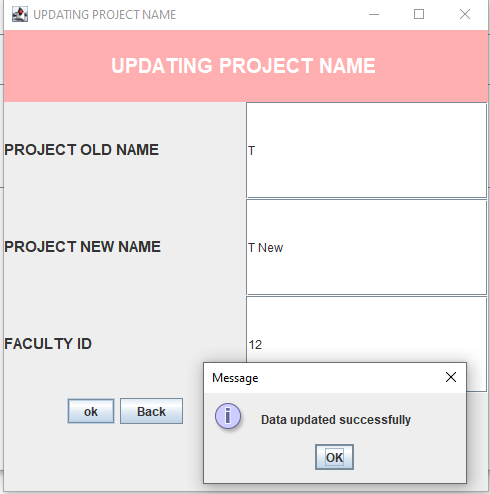 UPDATING PROJECT NAME
UPDATING PROJECT NAME
PROJECT OLD NAME
T
PROJECT NEW NAME
T New
FACULTY ID
12
ok
Back
Message
i
Data updated successfully
OK